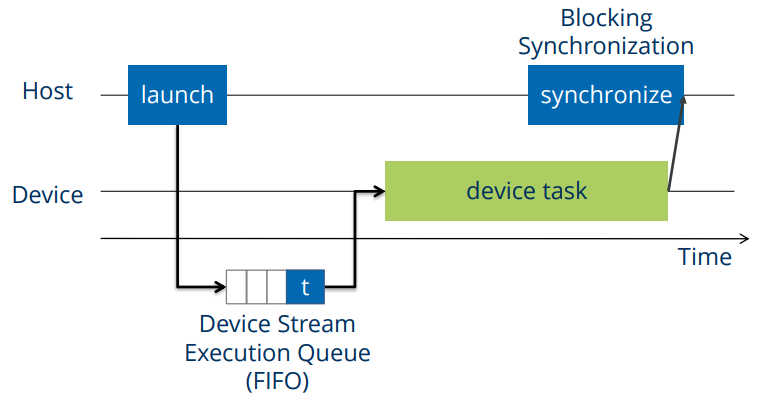 Blocking
Synchronization
Host
launch
synchronize
Device
device task
Time
t
Device Stream
Execution Queue
(FIFO)